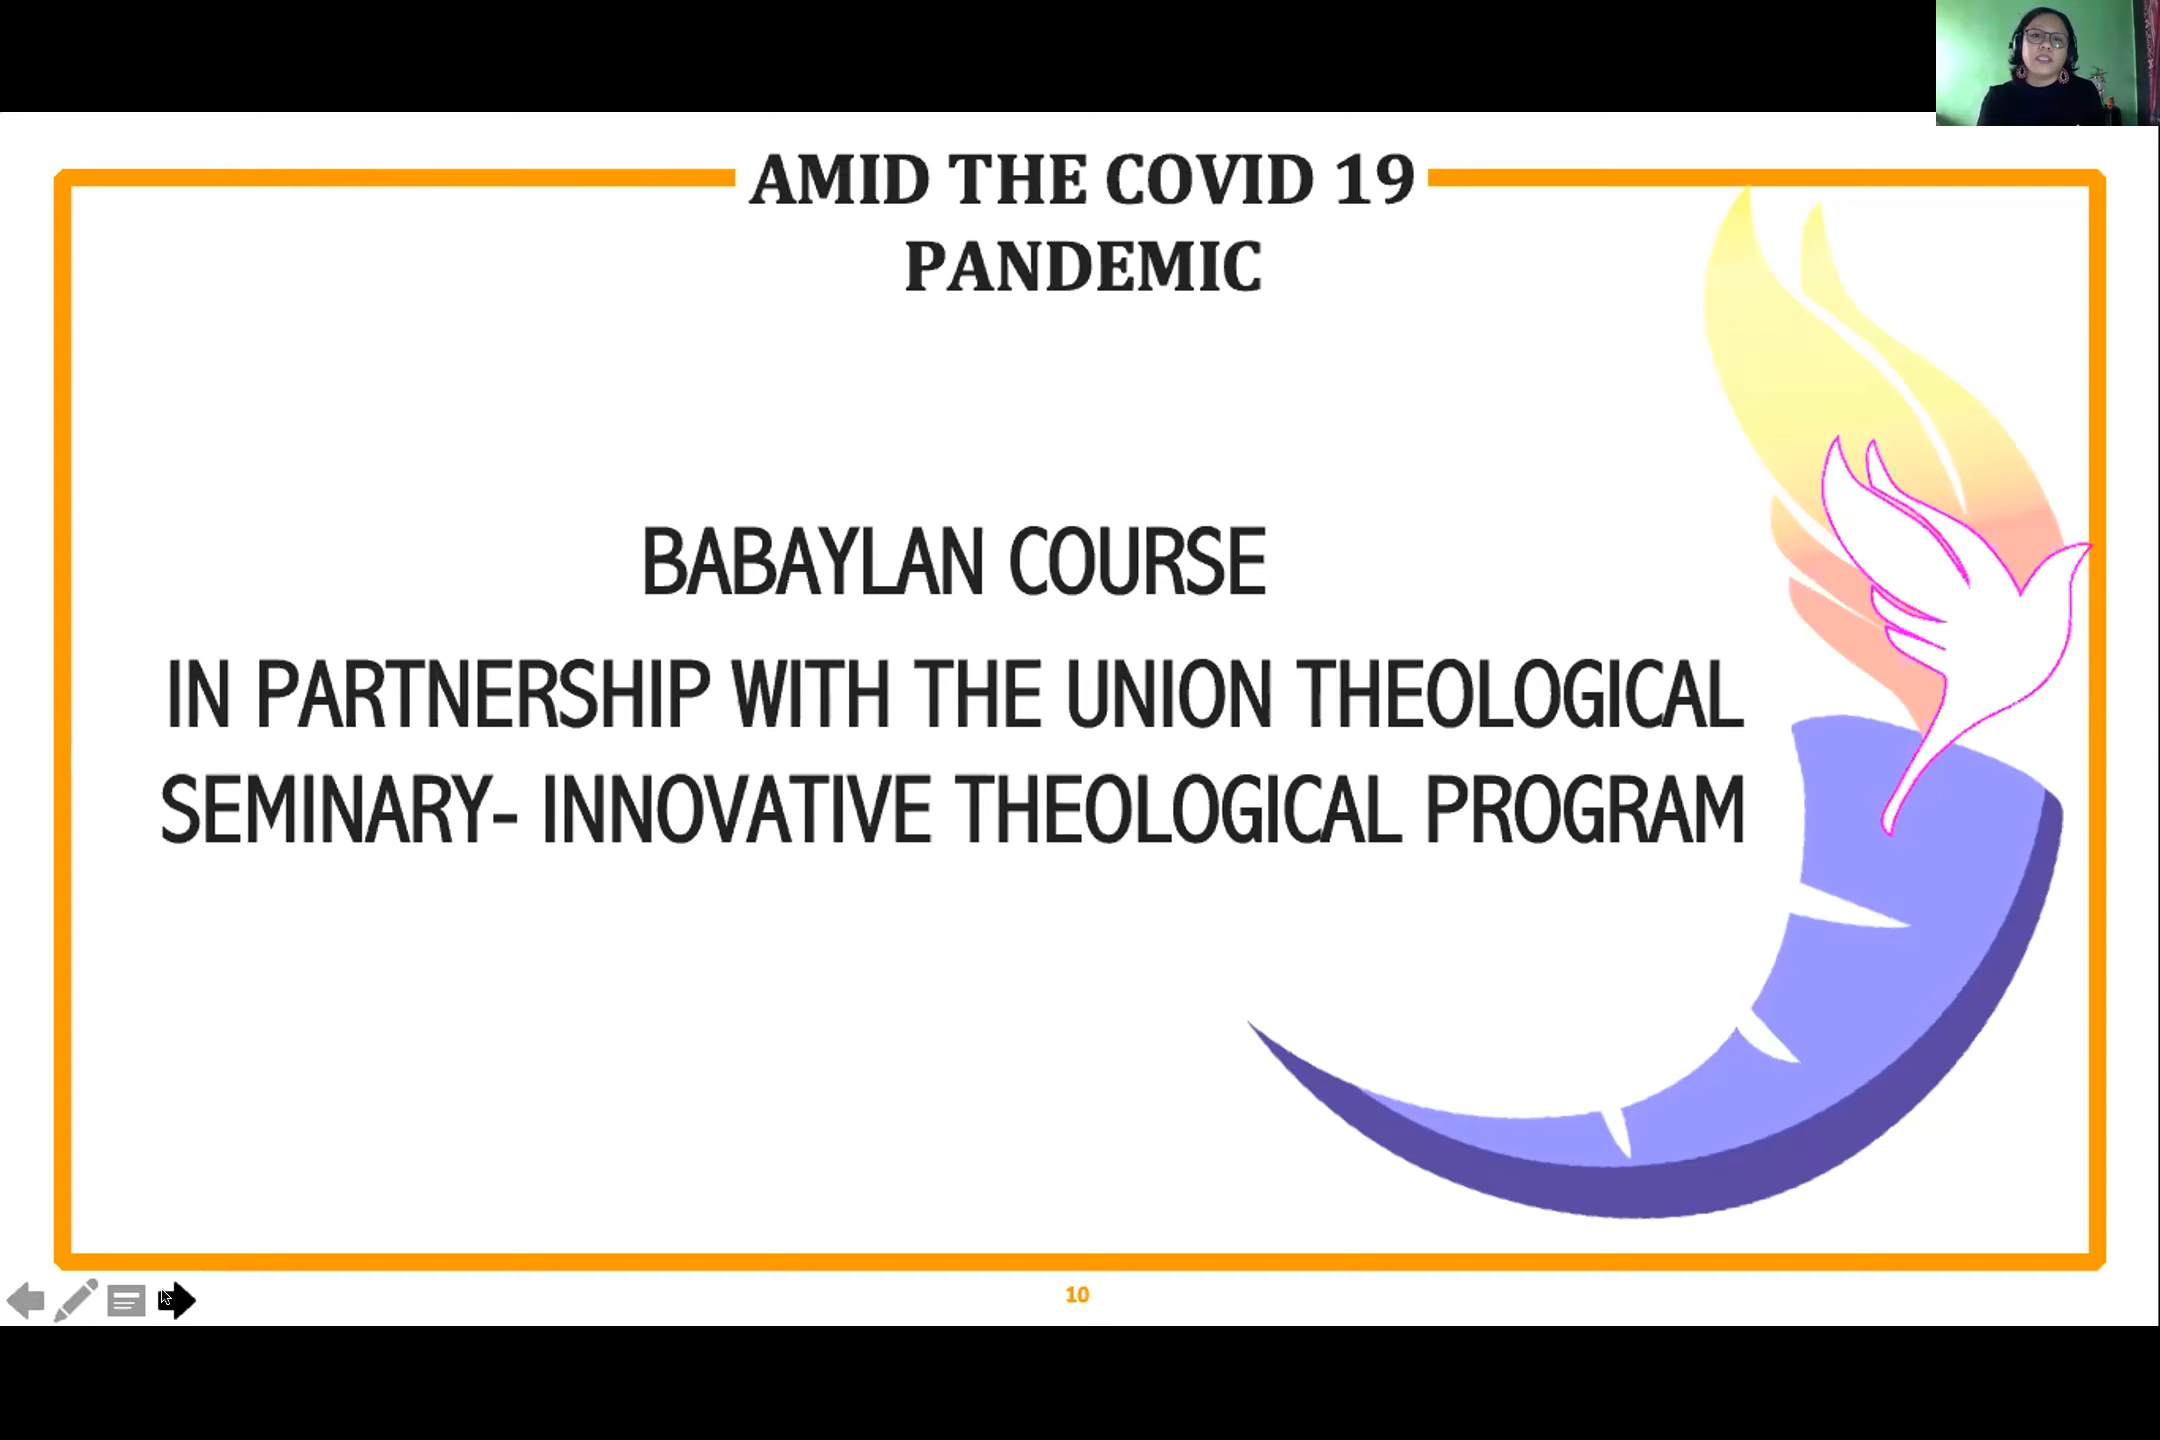 AMID THE COVID 19
PANDEMIC
BABAYLAN COURSE
IN PARTNERSHIP WITH THE UNION THEOLOGICAL
SEMINARY- INNOVATIVE THEOLOGICAL PROGRAM
10